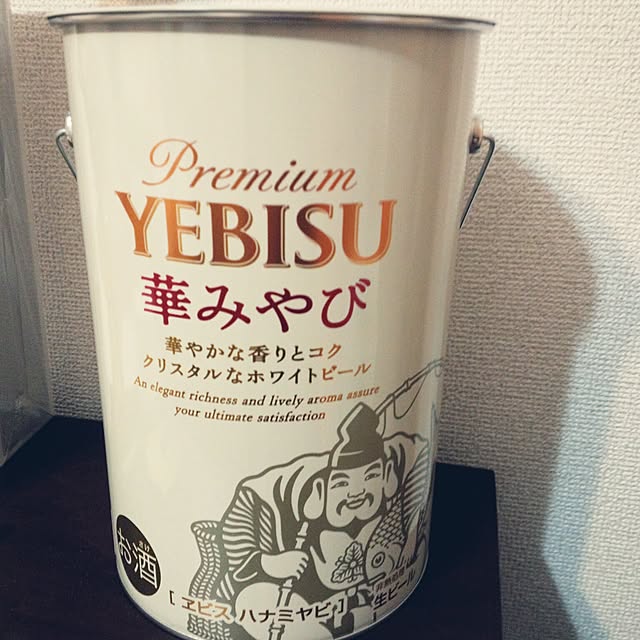 Premium
YEBISU
華みやび
華やかな香りとコク
クリスタルなホワイトビール
An elegant richness and lively aroma assure
your ultimate satisfaction
お酒
[ ヱビス ハナミヤビ ]
生ビール